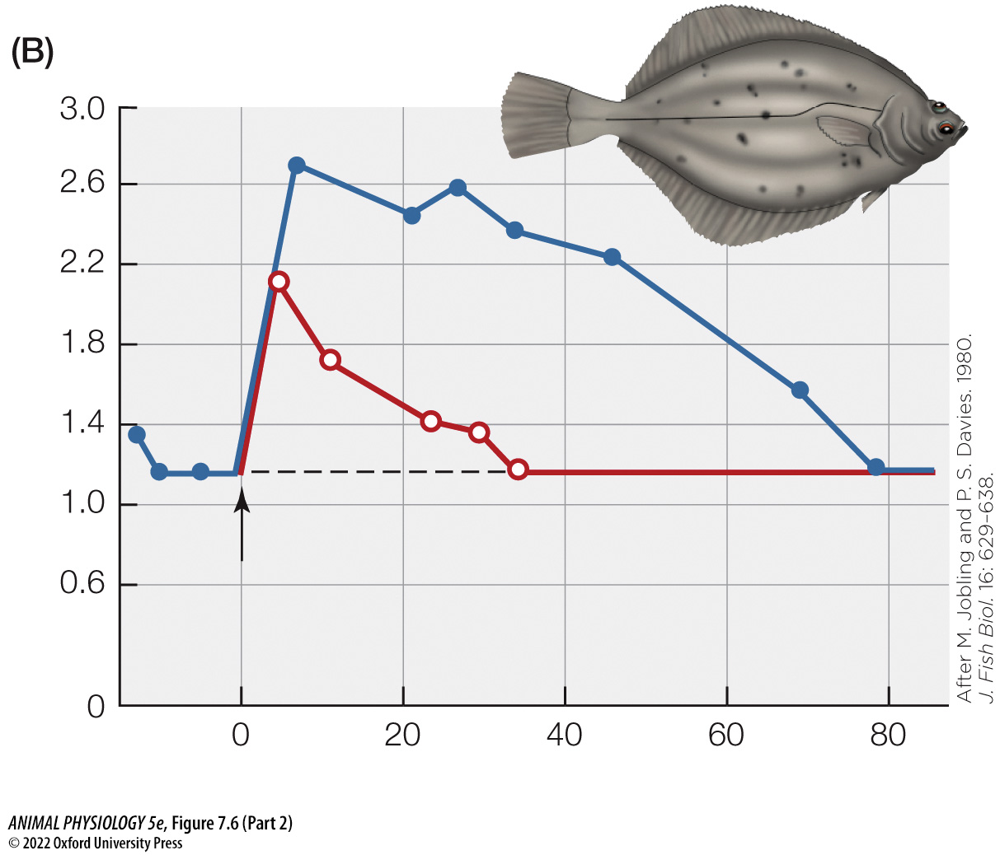 (B)
3.0
2.6
2.2
1.8
1.4
1.0
0.6
0
0 20 40 60 80
After M. Jobling and P. S. Davies. 1980.
J. Fish Biol. 16: 629–638.
ANIMAL PHYSIOLOGY 5e, Figure 7.6 (Part 2)
© 2022 Oxford University Press